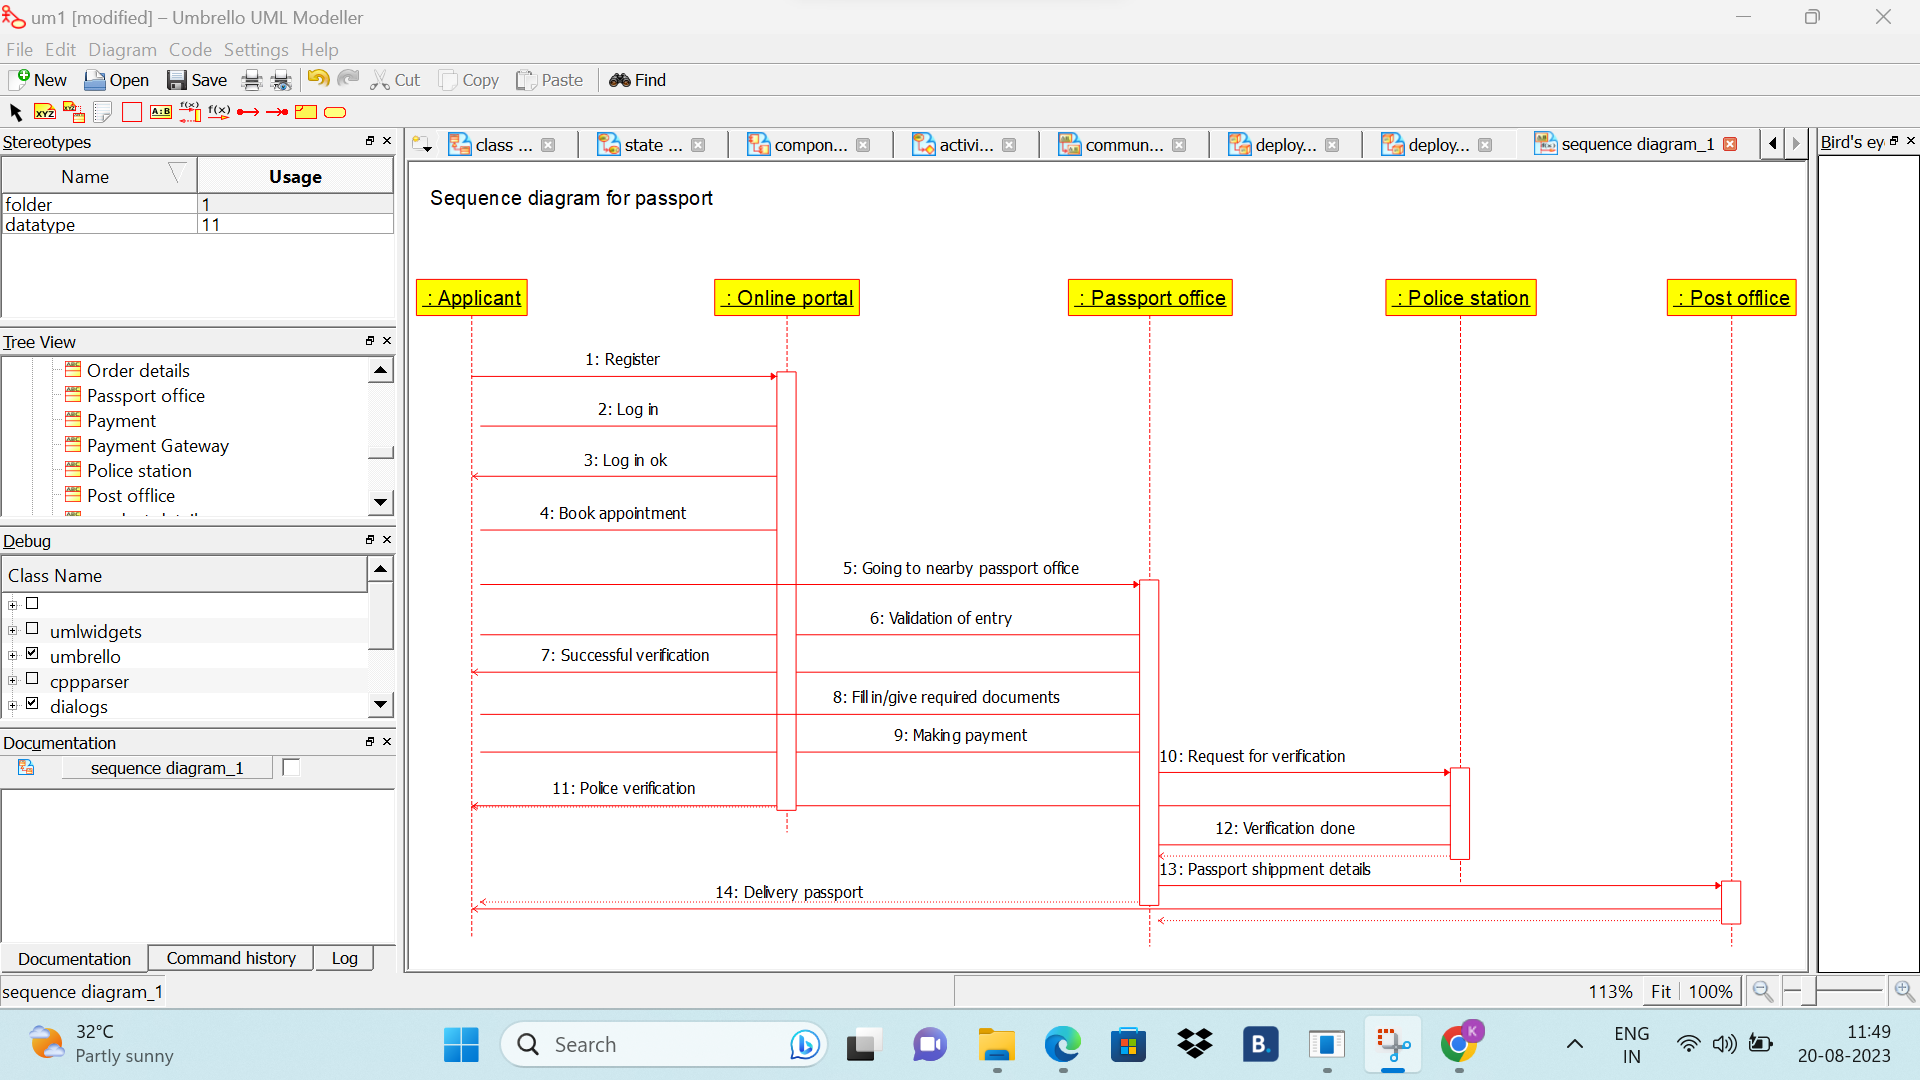 um1 [modified] – Umbrello UML Modeller
File Edit Diagram Code Settings Help
New Open Save Cut Copy Paste Find
XYZ XYZ A:B f(x) f(x)
Stereotypes
Name Usage
folder 1
datatype 11
Tree View
Order details
Passport office
Payment
Payment Gateway
Police station
Post offlice
Debug
Class Name
umlwidgets
umbrello
cppparser
dialogs
Documentation
sequence diagram_1
Documentation Command history Log
class ... state ... compon... activi... commun... deploy... deploy... sequence diagram_1
Bird's ey
Sequence diagram for passport
: Applicant : Online portal : Passport office : Police station : Post offlice
1: Register
2: Log in
3: Log in ok
4: Book appointment
5: Going to nearby passport office
6: Validation of entry
7: Successful verification
8: Fill in/give required documents
9: Making payment
10: Request for verification
11: Police verification
12: Verification done
13: Passport shippment details
14: Delivery passport
sequence diagram_1
113% Fit 100%
32°C
Partly sunny
Search
B.
K
ENG
IN
11:49
20-08-2023